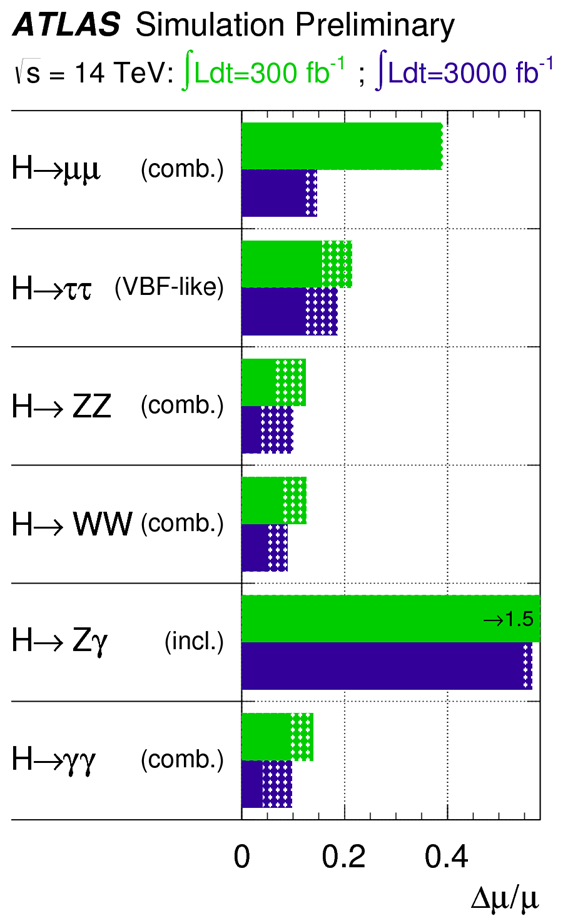 ATLAS Simulation Preliminary
√s = 14 TeV: ∫Ldt=300 fb⁻¹ ; ∫Ldt=3000 fb⁻¹
H→μμ (comb.)
H→ττ (VBF-like)
H→ ZZ (comb.)
H→ WW (comb.)
H→ Zγ (incl.) →1.5
H→γγ (comb.)
0 0.2 0.4
Δμ/μ